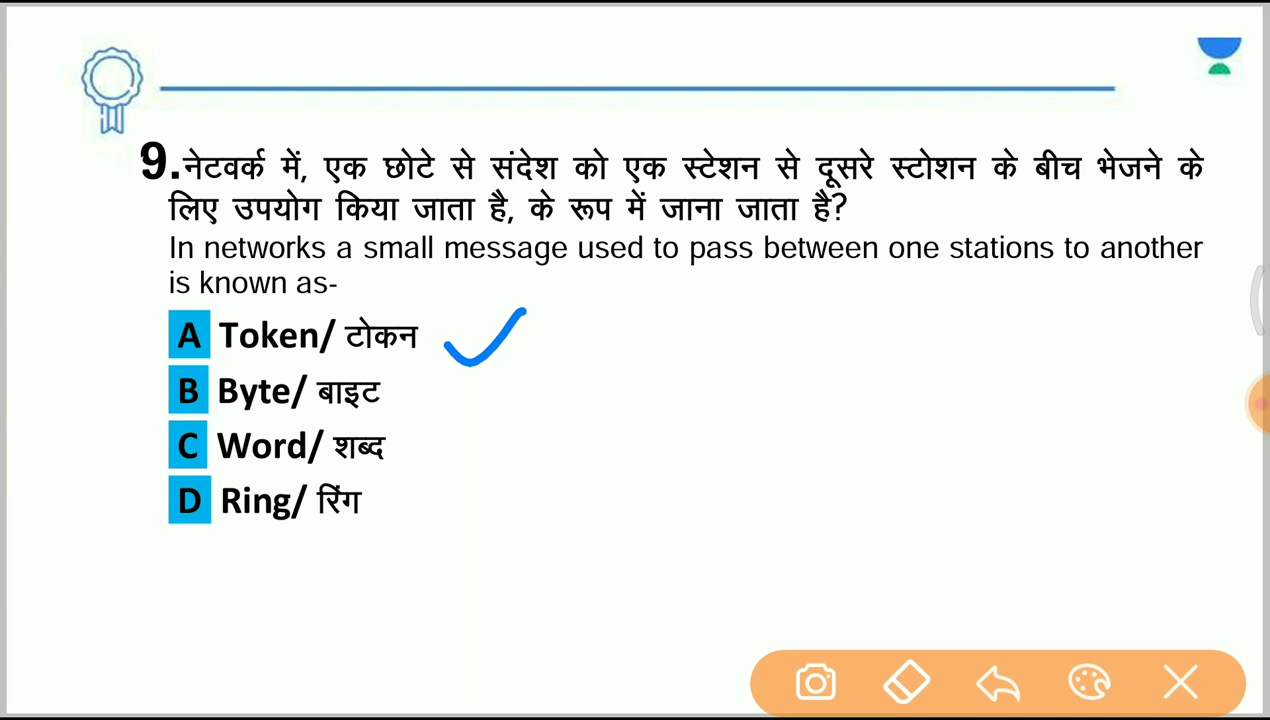 9.नेटवर्क में, एक छोटे से संदेश को एक स्टेशन से दूसरे स्टोशन के बीच भेजने के
लिए उपयोग किया जाता है, के रूप में जाना जाता है?
In networks a small message used to pass between one stations to another
is known as-
A Token/ टोकन
B Byte/ बाइट
C Word/ शब्द
D Ring/ रिंग